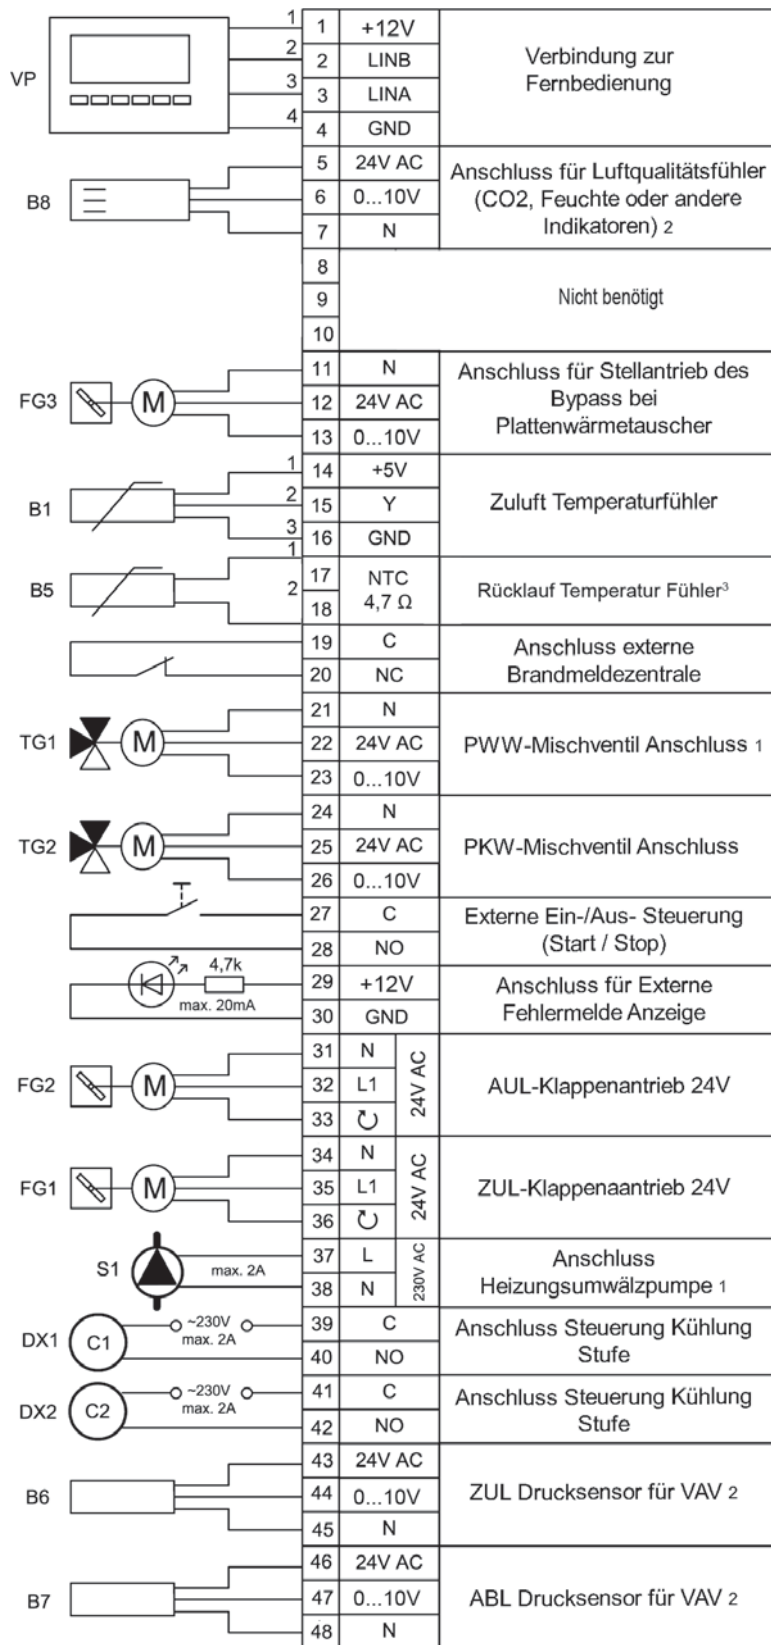 VP
1 1 +12V
2 2 LINB
3 3 LINA
4 4 GND
Verbindung zur
Fernbedienung
B8
5 24V AC
6 0...10V
7 N
Anschluss für Luftqualitätsfühler
(CO2, Feuchte oder andere
Indikatoren) 2
8
9
10
Nicht benötigt
FG3
M
11 N
12 24V AC
13 0...10V
Anschluss für Stellantrieb des
Bypass bei
Plattenwärmetauscher
B1
1 14 +5V
2 15 Y
3 16 GND
Zuluft Temperaturfühler
B5
1
2
17
18
NTC
4,7 Ω
Rücklauf Temperatur Fühler³
19 C
20 NC
Anschluss externe
Brandmeldezentrale
TG1
M
21 N
22 24V AC
23 0...10V
PWW-Mischventil Anschluss 1
TG2
M
24 N
25 24V AC
26 0...10V
PKW-Mischventil Anschluss
27 C
28 NO
Externe Ein-/Aus- Steuerung
(Start / Stop)
4,7k
max. 20mA
29 +12V
30 GND
Anschluss für Externe
Fehlermelde Anzeige
FG2
M
31 N
32 L1
33 ↻
24V AC
AUL-Klappenantrieb 24V
FG1
M
34 N
35 L1
36 ↻
24V AC
ZUL-Klappenaantrieb 24V
S1
max. 2A
37 L
38 N
230V AC
Anschluss
Heizungsumwälzpumpe 1
DX1
C1
~230V
max. 2A
39 C
40 NO
Anschluss Steuerung Kühlung
Stufe
DX2
C2
~230V
max. 2A
41 C
42 NO
Anschluss Steuerung Kühlung
Stufe
B6
43 24V AC
44 0...10V
45 N
ZUL Drucksensor für VAV 2
B7
46 24V AC
47 0...10V
48 N
ABL Drucksensor für VAV 2